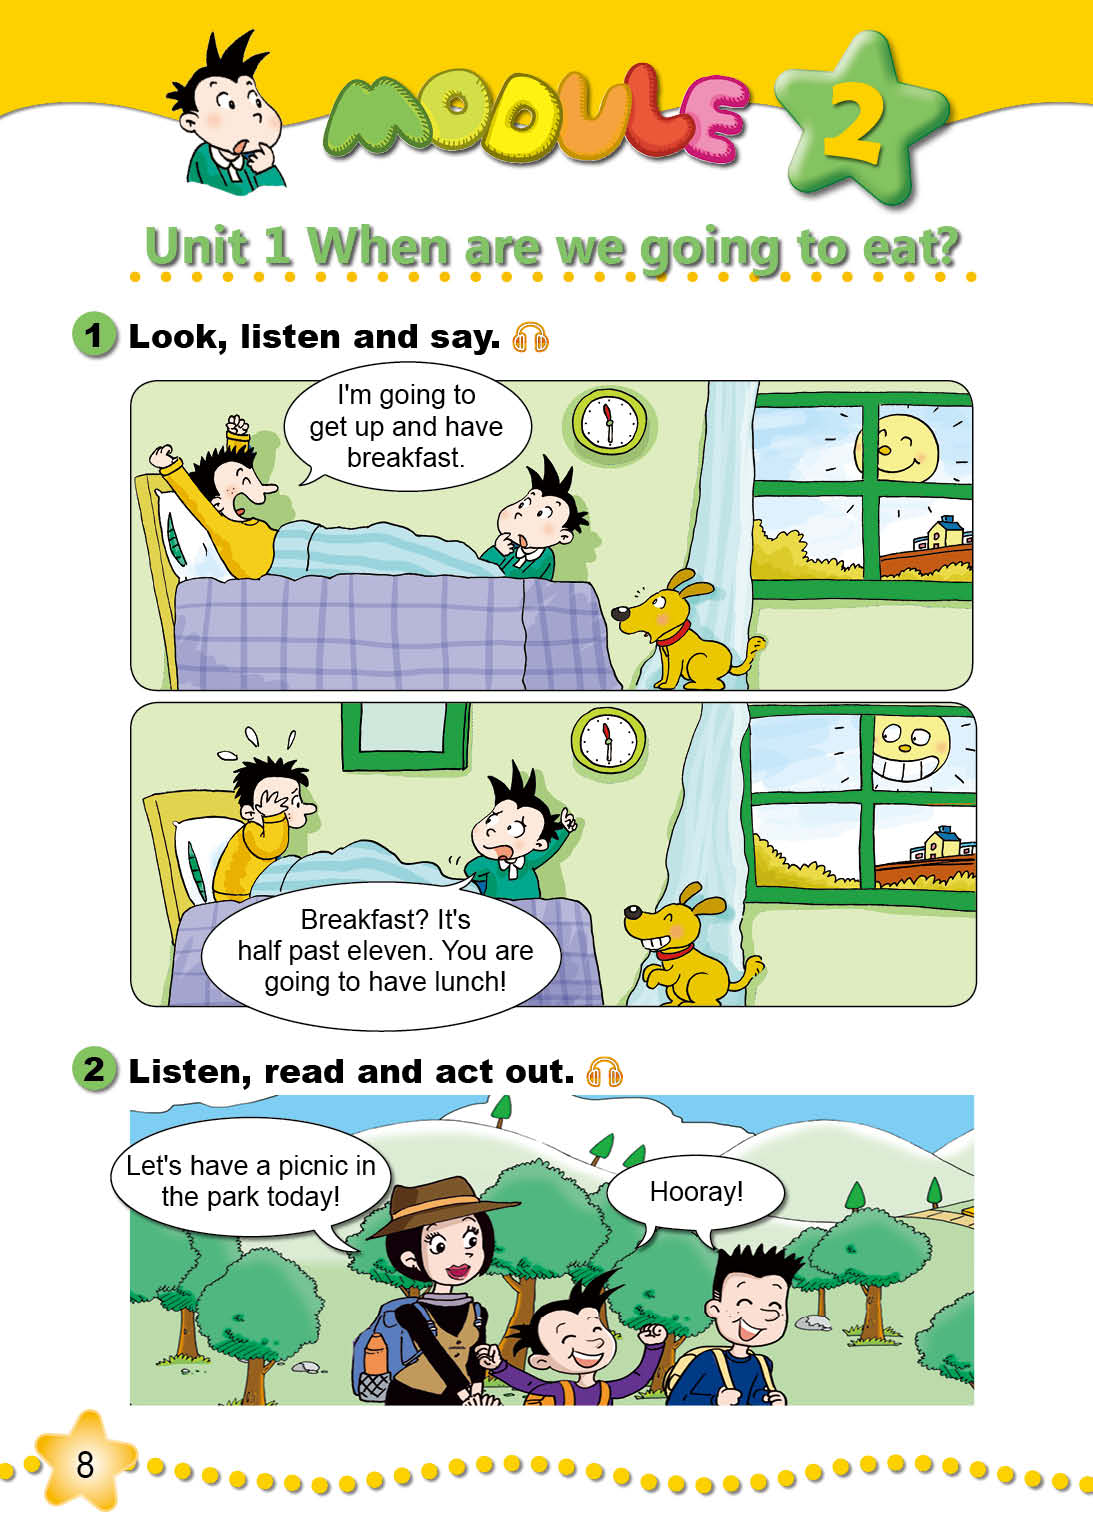 MODULE 2
Unit 1 When are we going to eat?
1 Look, listen and say.
I'm going to
get up and have
breakfast.
Breakfast? It's
half past eleven. You are
going to have lunch!
2 Listen, read and act out.
Let's have a picnic in
the park today!
Hooray!
8